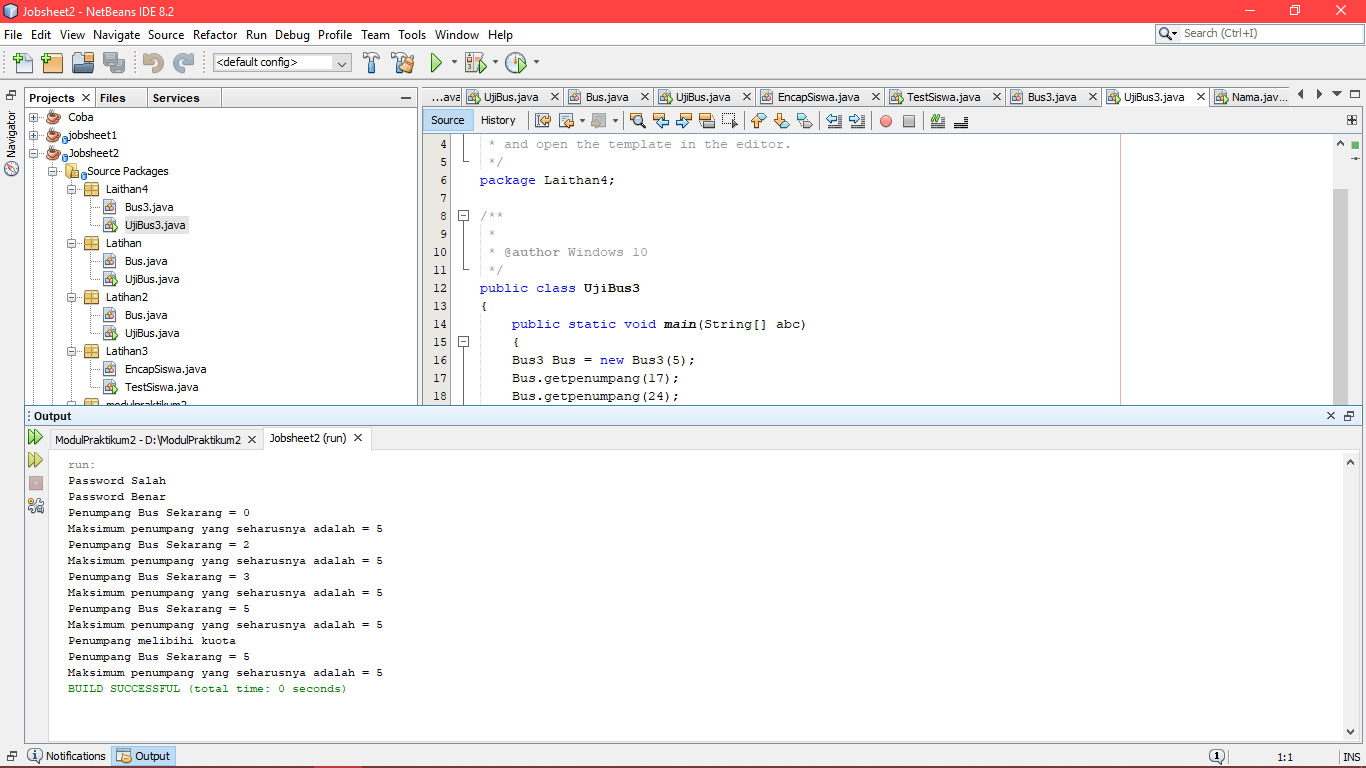 Jobsheet2 - NetBeans IDE 8.2
File Edit View Navigate Source Refactor Run Debug Profile Team Tools Window Help
Search (Ctrl+I)
<default config>
Projects Files Services
Navigator
Coba
jobsheet1
Jobsheet2
Source Packages
Laithan4
Bus3.java
UjiBus3.java
Latihan
Bus.java
UjiBus.java
Latihan2
Bus.java
UjiBus.java
Latihan3
EncapSiswa.java
TestSiswa.java
modulpraktikum2
...ava UjiBus.java Bus.java UjiBus.java EncapSiswa.java TestSiswa.java Bus3.java UjiBus3.java Nama.jav...
Source History
4 * and open the template in the editor.
5 */
6 package Laithan4;
7
8 /**
9 *
10 * @author Windows 10
11 */
12 public class UjiBus3
13 {
14 public static void main(String[] abc)
15 {
16 Bus3 Bus = new Bus3(5);
17 Bus.getpenumpang(17);
18 Bus.getpenumpang(24);
Output
ModulPraktikum2 - D:\ModulPraktikum2 Jobsheet2 (run)
run:
Password Salah
Password Benar
Penumpang Bus Sekarang = 0
Maksimum penumpang yang seharusnya adalah = 5
Penumpang Bus Sekarang = 2
Maksimum penumpang yang seharusnya adalah = 5
Penumpang Bus Sekarang = 3
Maksimum penumpang yang seharusnya adalah = 5
Penumpang Bus Sekarang = 5
Maksimum penumpang yang seharusnya adalah = 5
Penumpang melibihi kuota
Penumpang Bus Sekarang = 5
Maksimum penumpang yang seharusnya adalah = 5
BUILD SUCCESSFUL (total time: 0 seconds)
Notifications Output
1
1:1 INS